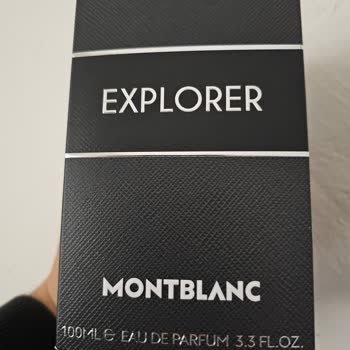 EXPLORER
MONTBLANC
100ML ℮ EAU DE PARFUM 3.3 FL.OZ.